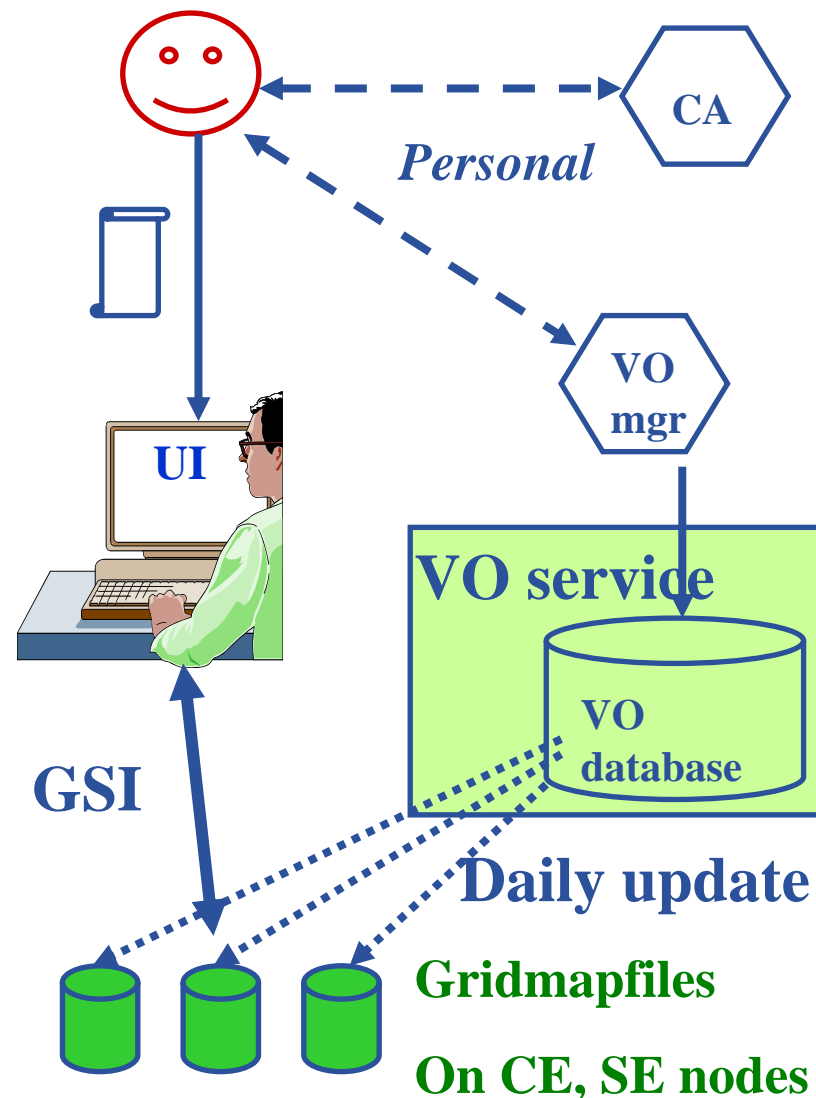 CA
Personal
VO
mgr
UI
VO service
VO
database
GSI
Daily update
Gridmapfiles
On CE, SE nodes